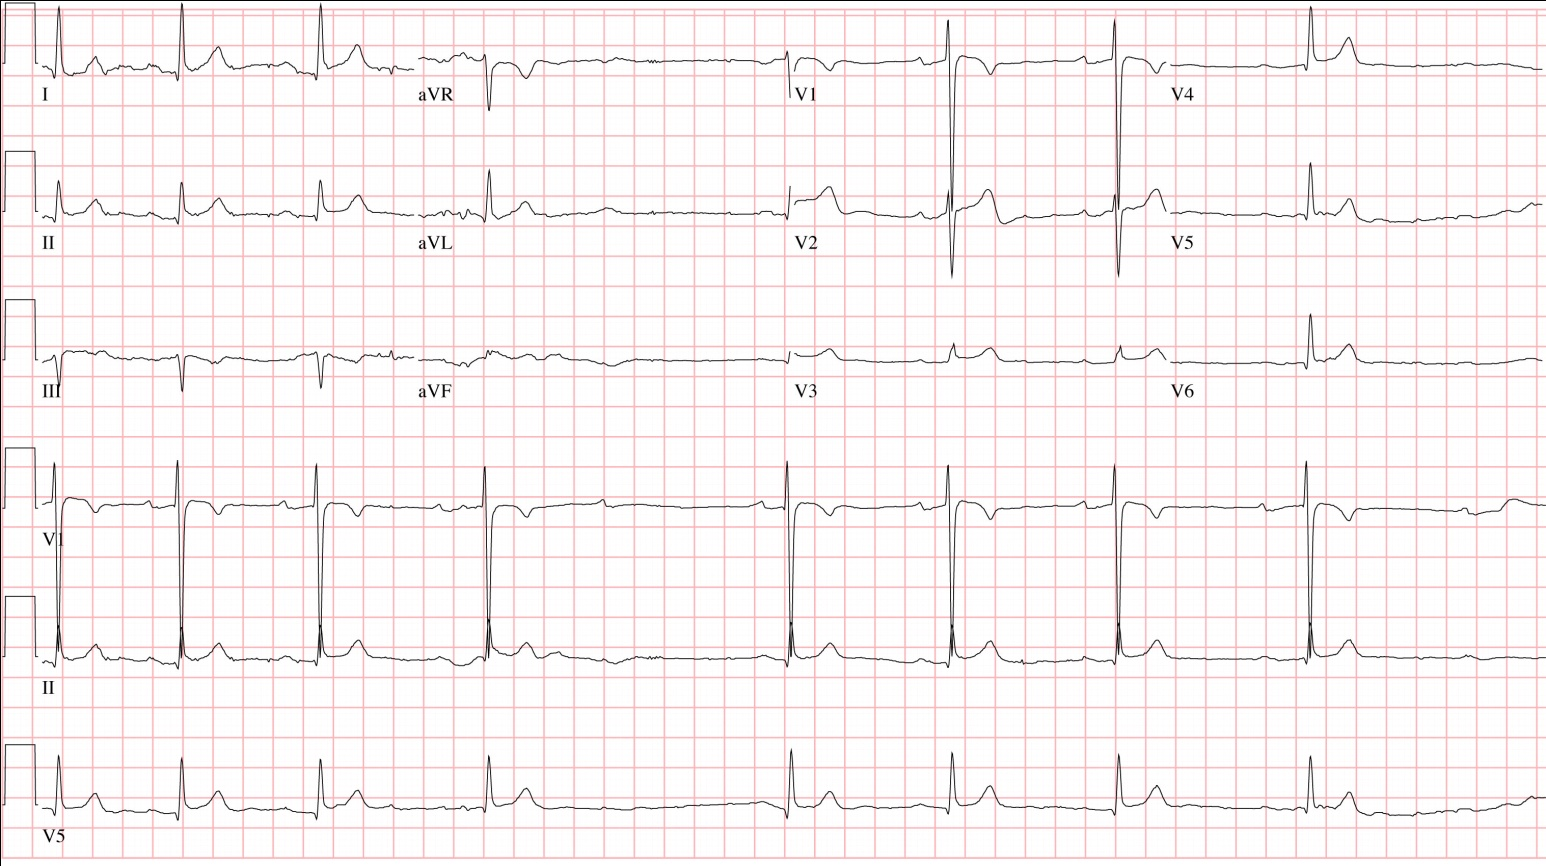 I aVR V1 V4
II aVL V2 V5
III aVF V3 V6
V1
II
V5